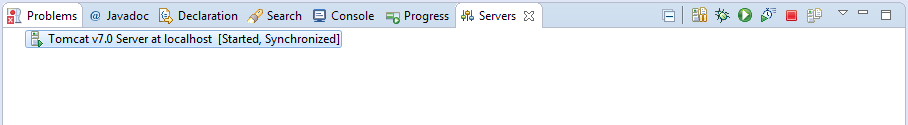 Problems @ Javadoc Declaration Search Console Progress Servers
Tomcat v7.0 Server at localhost [Started, Synchronized]